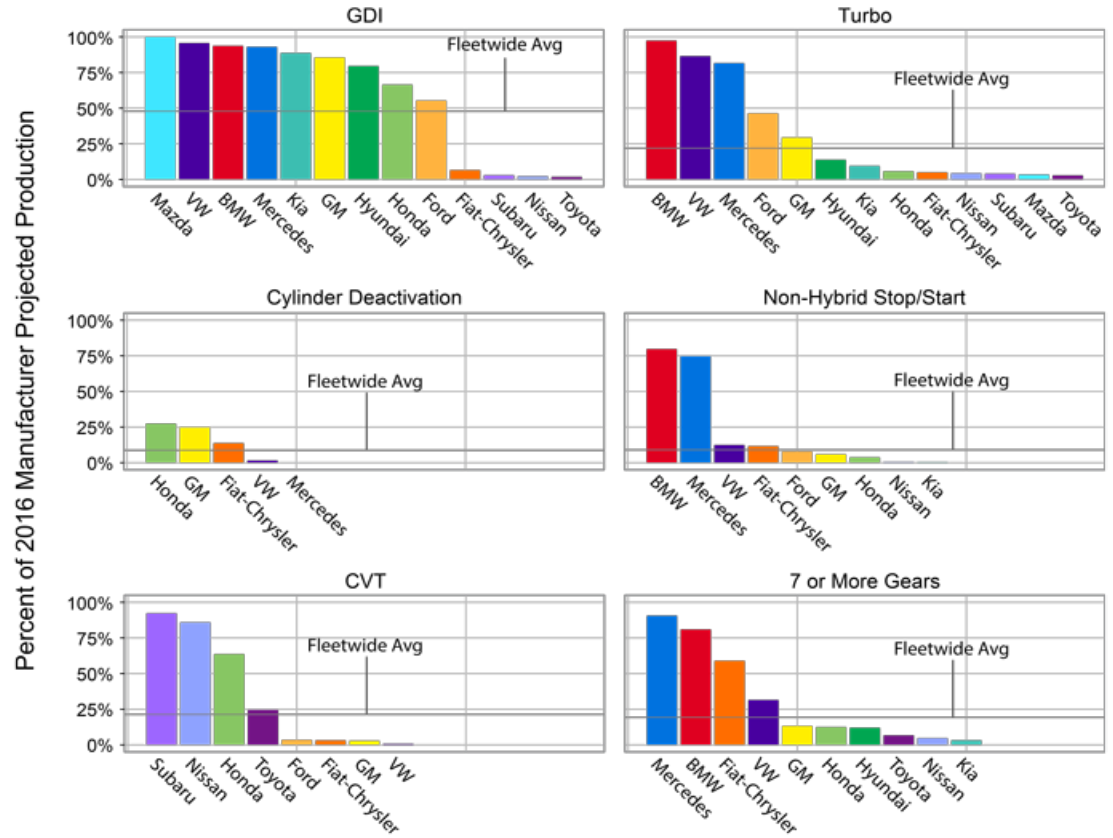 Percent of 2016 Manufacturer Projected Production
GDI
100%
75%
50%
25%
0%
Fleetwide Avg
Mazda
VW
BMW
Mercedes
Kia
GM
Hyundai
Honda
Ford
Fiat-Chrysler
Subaru
Nissan
Toyota
Turbo
Fleetwide Avg
BMW
VW
Mercedes
Ford
GM
Hyundai
Kia
Honda
Fiat-Chrysler
Nissan
Subaru
Mazda
Toyota
Cylinder Deactivation
100%
75%
50%
25%
0%
Fleetwide Avg
Honda
GM
Fiat-Chrysler
VW
Mercedes
Non-Hybrid Stop/Start
Fleetwide Avg
BMW
Mercedes
VW
Fiat-Chrysler
Ford
GM
Honda
Nissan
Kia
CVT
100%
75%
50%
25%
0%
Fleetwide Avg
Subaru
Nissan
Honda
Toyota
Ford
Fiat-Chrysler
GM
VW
7 or More Gears
Fleetwide Avg
Mercedes
BMW
Fiat-Chrysler
VW
GM
Honda
Hyundai
Toyota
Nissan
Kia